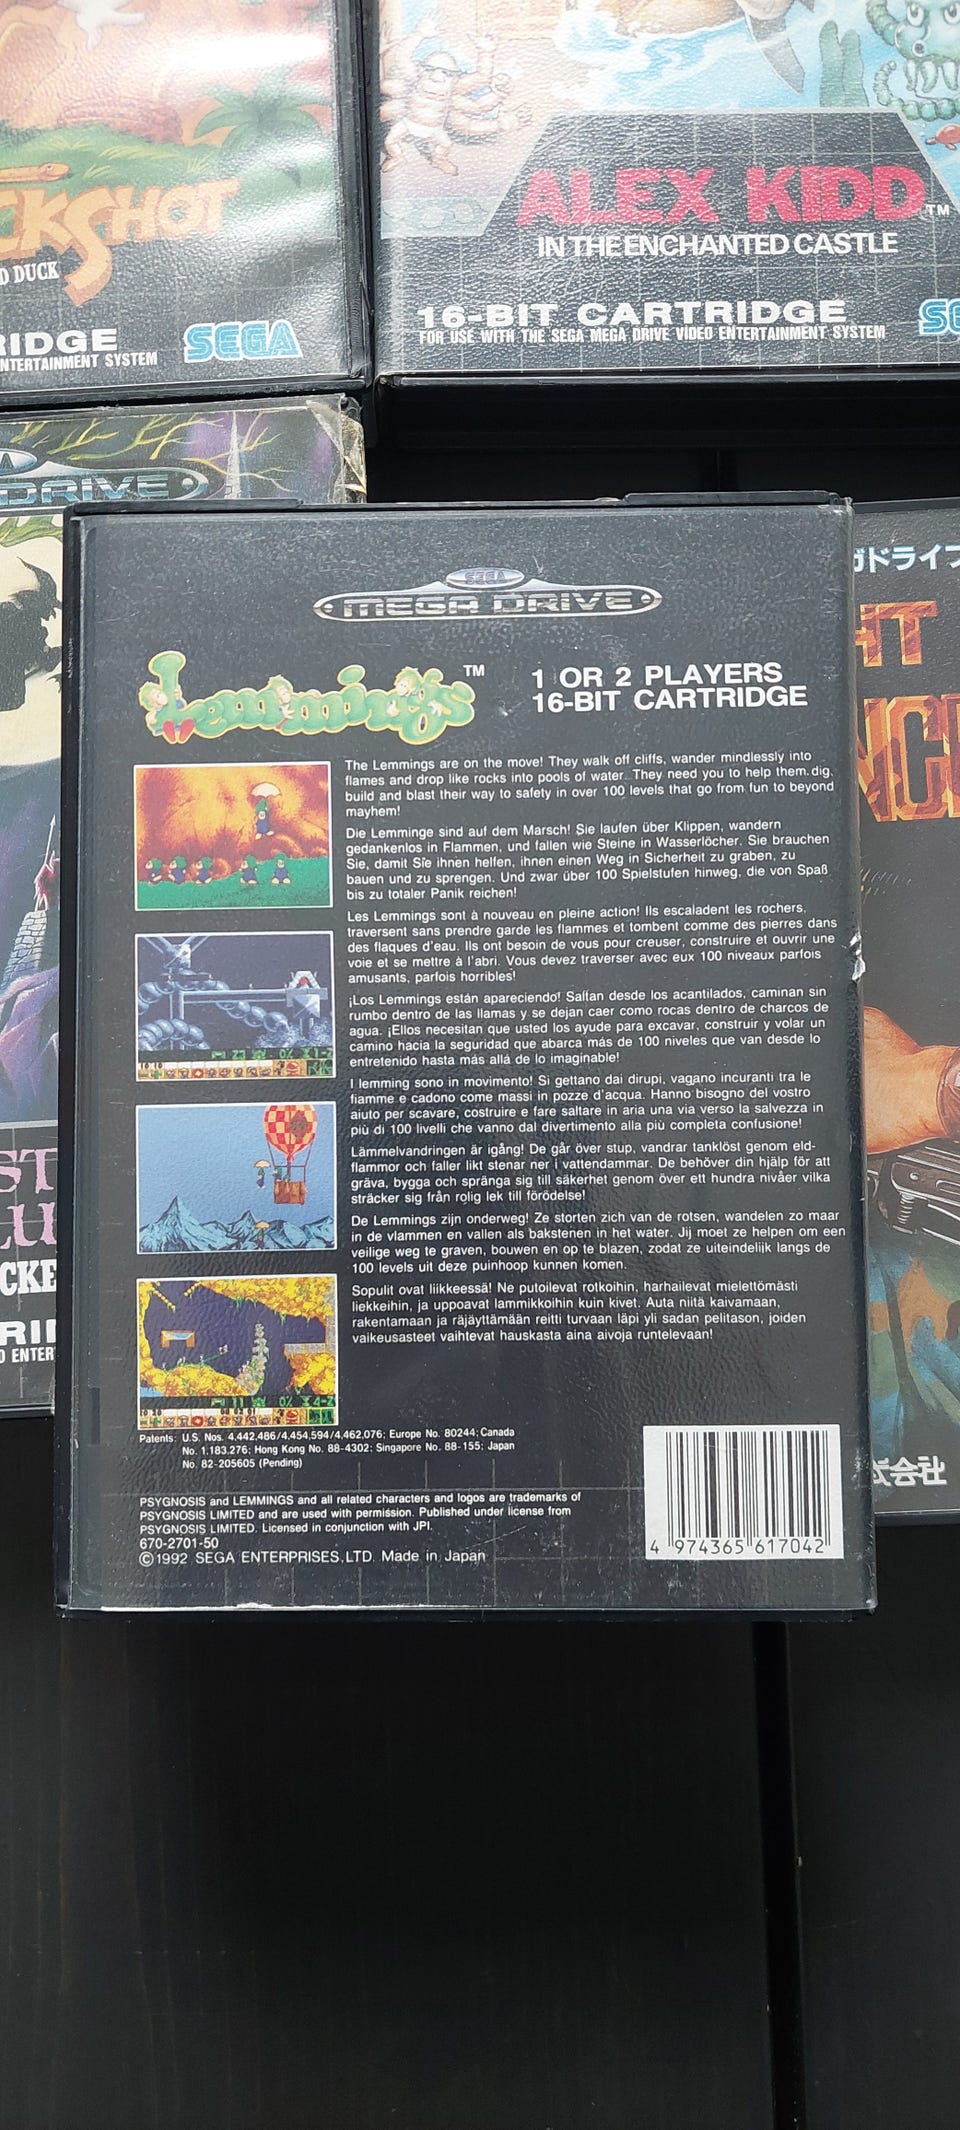 CKSHOT
D DUCK
RIDGE
NTERTAINMENT SYSTEM
SEGA
ALEX KIDD™
IN THE ENCHANTED CASTLE
16-BIT CARTRIDGE
FOR USE WITH THE SEGA MEGA DRIVE VIDEO ENTERTAINMENT SYSTEM
SE
DRIVE
ガドライブ
HT
NCE
式会社
ST
LU
CKE
RI
D ENTER
SEGA
MEGA DRIVE
Lemmings™
1 OR 2 PLAYERS
16-BIT CARTRIDGE
The Lemmings are on the move! They walk off cliffs, wander mindlessly into
flames and drop like rocks into pools of water. They need you to help them dig,
build and blast their way to safety in over 100 levels that go from fun to beyond
mayhem!
Die Lemminge sind auf dem Marsch! Sie laufen über Klippen, wandern
gedankenlos in Flammen, und fallen wie Steine in Wasserlöcher. Sie brauchen
Sie, damit Sie ihnen helfen, ihnen einen Weg in Sicherheit zu graben, zu
bauen und zu sprengen. Und zwar über 100 Spielstufen hinweg, die von Spaß
bis zu totaler Panik reichen!
Les Lemmings sont à nouveau en pleine action! Ils escaladent les rochers,
traversent sans prendre garde les flammes et tombent comme des pierres dans
des flaques d'eau. Ils ont besoin de vous pour creuser, construire et ouvrir une
voie et se mettre à l'abri. Vous devez traverser avec eux 100 niveaux parfois
amusants, parfois horribles!
¡Los Lemmings están apareciendo! Saltan desde los acantilados, caminan sin
rumbo dentro de las llamas y se dejan caer como rocas dentro de charcos de
agua. ¡Ellos necesitan que usted los ayude para excavar, construir y volar un
camino hacia la seguridad que abarca más de 100 niveles que van desde lo
entretenido hasta más allá de lo imaginable!
I lemming sono in movimento! Si gettano dai dirupi, vagano incuranti tra le
fiamme e cadono come massi in pozze d'acqua. Hanno bisogno del vostro
aiuto per scavare, costruire e fare saltare in aria una via verso la salvezza in
più di 100 livelli che vanno dal divertimento alla più completa confusione!
Lämmelvandringen är igång! De går över stup, vandrar tanklöst genom eld-
flammor och faller likt stenar ner i vattendammar. De behöver din hjälp för att
gräva, bygga och spränga sig till säkerhet genom över ett hundra nivåer vilka
sträcker sig från rolig lek till förödelse!
De Lemmings zijn onderweg! Ze storten zich van de rotsen, wandelen zo maar
in de vlammen en vallen als bakstenen in het water. Jij moet ze helpen om een
veilige weg te graven, bouwen en op te blazen, zodat ze uiteindelijk langs de
100 levels uit deze puinhoop kunnen komen.
Sopulit ovat liikkeessä! Ne putoilevat rotkoihin, harhailevat mielettömästi
liekkeihin, ja uppoavat lammikkoihin kuin kivet. Auta niitä kaivamaan,
rakentamaan ja räjäyttämään reitti turvaan läpi yli sadan pelitason, joiden
vaikeusasteet vaihtevat hauskasta aina aivoja runtelevaan!
Patents: U.S. Nos. 4,442,486/4,454,594/4,462,076; Europe No. 80244; Canada
No. 1,183,276; Hong Kong No. 88-4302; Singapore No. 88-155; Japan
No. 82-205605 (Pending)
PSYGNOSIS and LEMMINGS and all related characters and logos are trademarks of
PSYGNOSIS LIMITED and are used with permission. Published under license from
PSYGNOSIS LIMITED. Licensed in conjunction with JPI.
670-2701-50
©1992 SEGA ENTERPRISES,LTD. Made in Japan
4 974365 617042